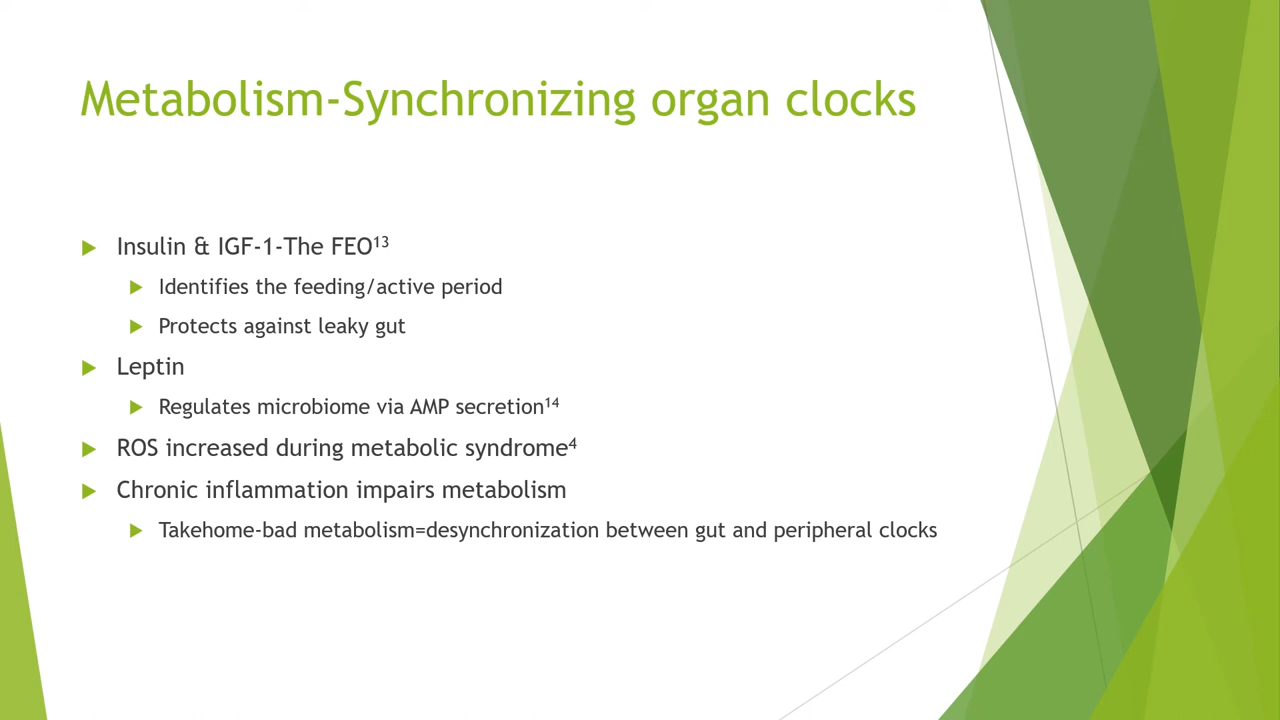 Metabolism-Synchronizing organ clocks
Insulin & IGF-1-The FEO¹³
Identifies the feeding/active period
Protects against leaky gut
Leptin
Regulates microbiome via AMP secretion¹⁴
ROS increased during metabolic syndrome⁴
Chronic inflammation impairs metabolism
Takehome-bad metabolism=desynchronization between gut and peripheral clocks